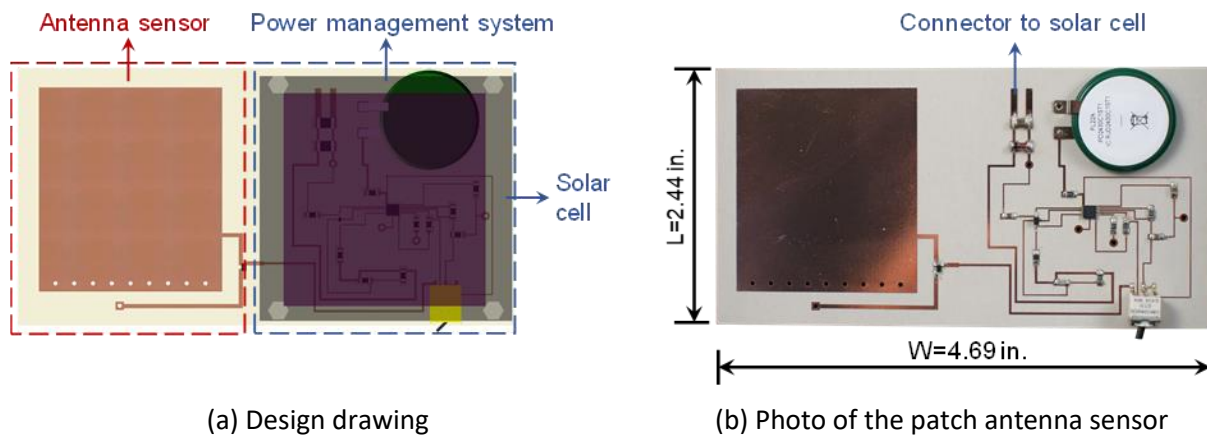 Antenna sensor
Power management system
Solar
cell
Connector to solar cell
L=2.44 in.
W=4.69 in.
(a) Design drawing
(b) Photo of the patch antenna sensor